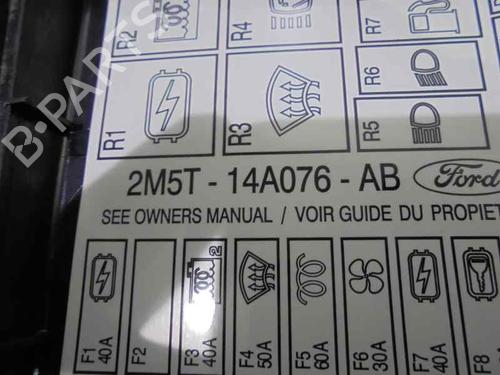 R2
R4
R7
R6
R1
R3
R5
B-PARTS
2M5T - 14A076 - AB Ford
SEE OWNERS MANUAL / VOIR GUIDE DU PROPIET
2
F1 40A
F2
F3 40A
F4 50A
F5 60A
F6 30A
F7 40A
F8